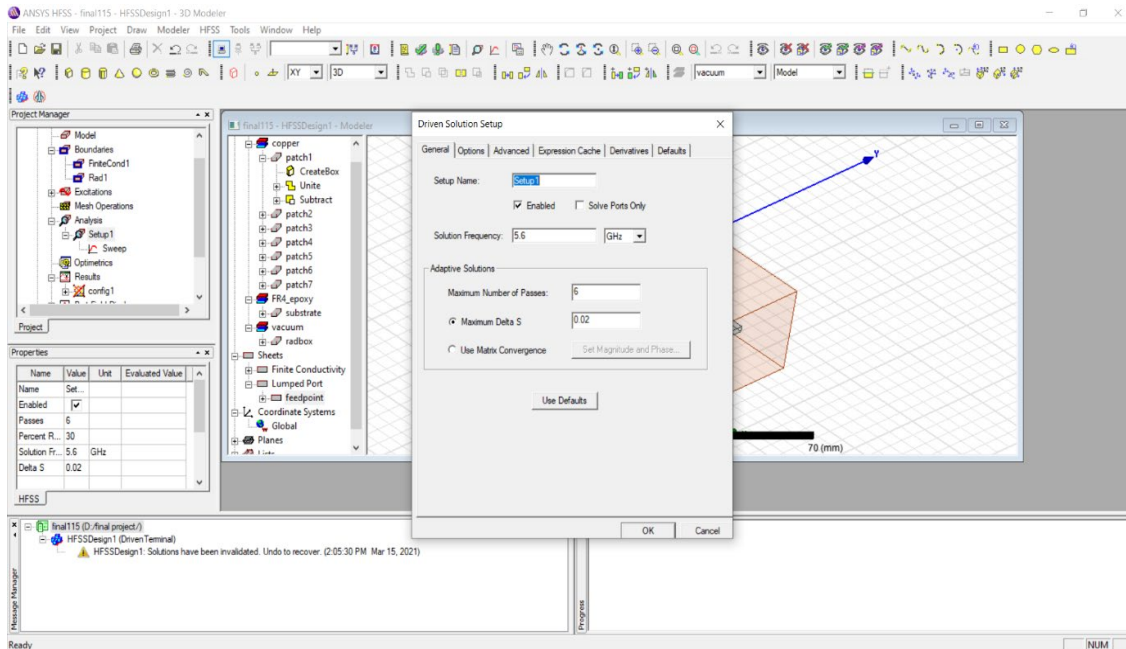 ANSYS HFSS - final115 - HFSSDesign1 - 3D Modeler
File Edit View Project Draw Modeler HFSS Tools Window Help
XY 3D vacuum Model
Project Manager
Model
Boundaries
FiniteCond1
Rad1
Excitations
Mesh Operations
Analysis
Setup1
Sweep
Optimetrics
Results
config1
Project
Properties
Name Value Unit Evaluated Value
Name Set...
Enabled
Passes 6
Percent R... 30
Solution Fr... 5.6 GHz
Delta S 0.02
HFSS
final115 - HFSSDesign1 - Modeler
copper
patch1
CreateBox
Unite
Subtract
patch2
patch3
patch4
patch5
patch6
patch7
FR4_epoxy
substrate
vacuum
radbox
Sheets
Finite Conductivity
Lumped Port
feedpoint
Coordinate Systems
Global
Planes
Driven Solution Setup
General Options Advanced Expression Cache Derivatives Defaults
Setup Name: Setup1
Enabled Solve Ports Only
Solution Frequency: 5.6 GHz
Adaptive Solutions
Maximum Number of Passes: 6
Maximum Delta S 0.02
Use Matrix Convergence Set Magnitude and Phase...
Use Defaults
OK Cancel
Y
70 (mm)
final115 (D:/final project/)
HFSSDesign1 (DrivenTerminal)
HFSSDesign1: Solutions have been invalidated. Undo to recover. (2:05:30 PM Mar 15, 2021)
Message Manager
Progress
Ready
NUM